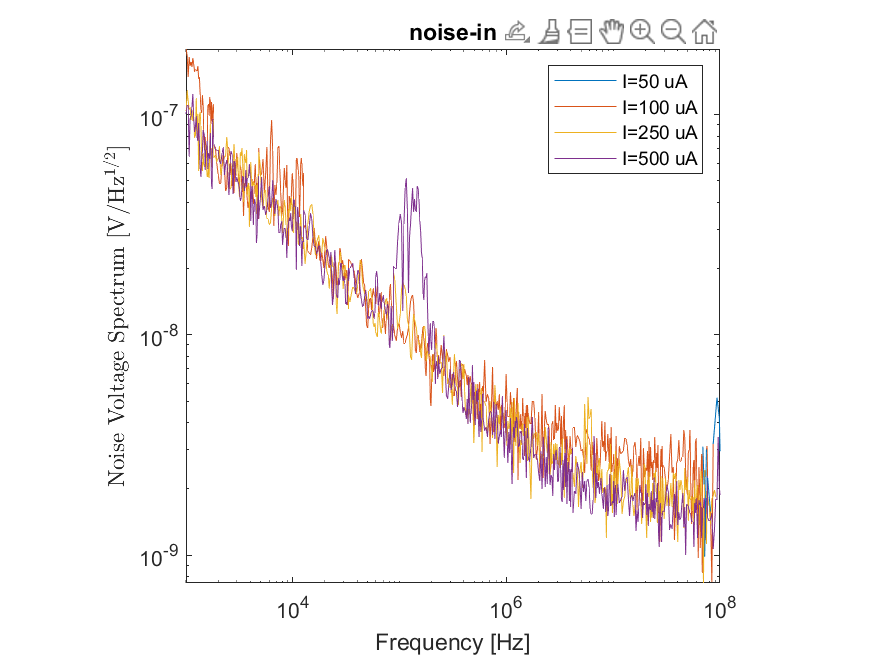 noise-in
I=50 uA
I=100 uA
I=250 uA
I=500 uA
10^-7
10^-8
10^-9
Noise Voltage Spectrum [V/Hz^1/2]
10^4
10^6
10^8
Frequency [Hz]